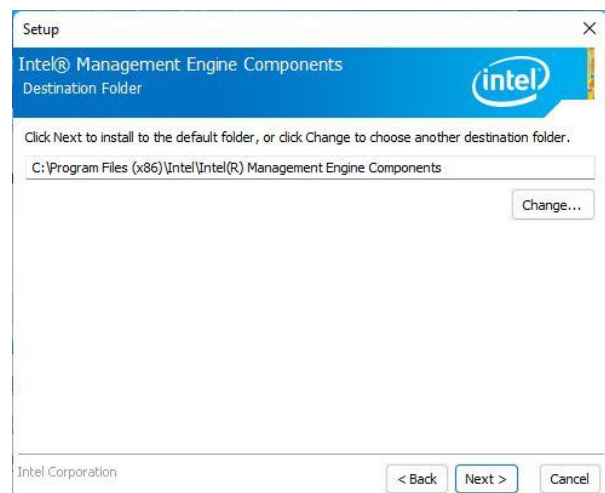 Setup
Intel® Management Engine Components
Destination Folder
intel
Click Next to install to the default folder, or click Change to choose another destination folder.
C:\Program Files (x86)\Intel\Intel(R) Management Engine Components
Change...
Intel Corporation
< Back Next > Cancel